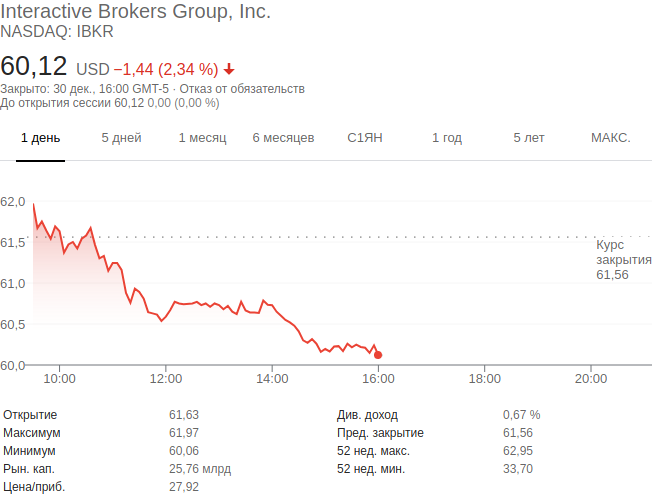 Interactive Brokers Group, Inc.
NASDAQ: IBKR
60,12 USD −1,44 (2,34 %)
Закрыто: 30 дек., 16:00 GMT-5 · Отказ от обязательств
До открытия сессии 60,12 0,00 (0,00 %)
1 день 5 дней 1 месяц 6 месяцев С1ЯН 1 год 5 лет МАКС.
62,0
61,5
Курс
закрытия
61,56
61,0
60,5
60,0
10:00 12:00 14:00 16:00 18:00 20:00
Открытие 61,63 Див. доход 0,67 %
Максимум 61,97 Пред. закрытие 61,56
Минимум 60,06 52 нед. макс. 62,95
Рын. кап. 25,76 млрд 52 нед. мин. 33,70
Цена/приб. 27,92